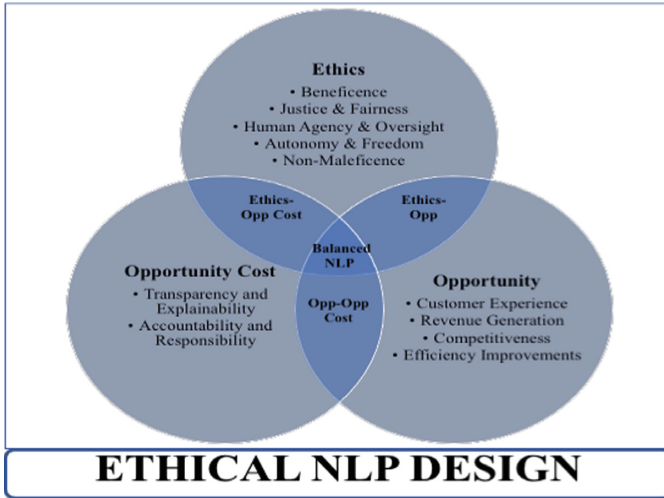 Ethics
• Beneficence
• Justice & Fairness
• Human Agency & Oversight
• Autonomy & Freedom
• Non-Maleficence
Ethics-
Opp Cost
Ethics-
Opp
Balanced
NLP
Opportunity Cost
• Transparency and
Explainability
• Accountability and
Responsibility
Opp-Opp
Cost
Opportunity
• Customer Experience
• Revenue Generation
• Competitiveness
• Efficiency Improvements
ETHICAL NLP DESIGN